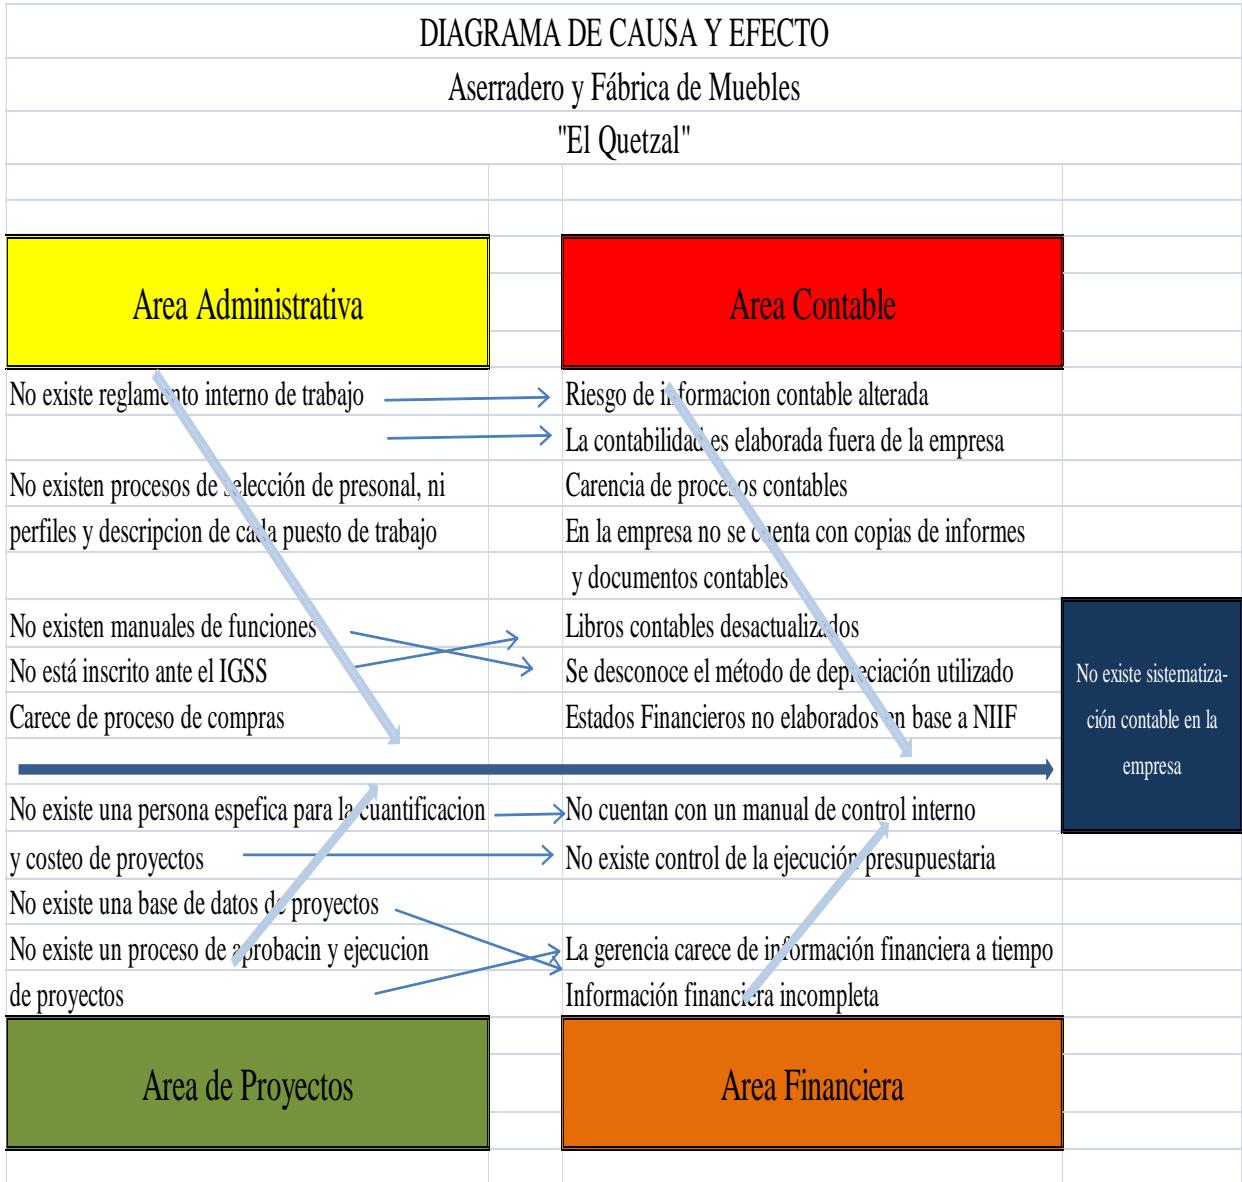 DIAGRAMA DE CAUSA Y EFECTO
Aserradero y Fábrica de Muebles
"El Quetzal"
Area Administrativa
No existe reglamento interno de trabajo
No existen procesos de selección de presonal, ni
perfiles y descripcion de cada puesto de trabajo
No existen manuales de funciones
No está inscrito ante el IGSS
Carece de proceso de compras
Area Contable
Riesgo de informacion contable alterada
La contabilidad es elaborada fuera de la empresa
Carencia de procesos contables
En la empresa no se cuenta con copias de informes
y documentos contables
Libros contables desactualizados
Se desconoce el método de depreciación utilizado
Estados Financieros no elaborados en base a NIIF
No existe sistematiza-
ción contable en la
empresa
No existe una persona espefica para la cuantificacion
y costeo de proyectos
No existe una base de datos de proyectos
No existe un proceso de aprobacin y ejecucion
de proyectos
Area de Proyectos
No cuentan con un manual de control interno
No existe control de la ejecución presupuestaria
La gerencia carece de información financiera a tiempo
Información financiera incompleta
Area Financiera